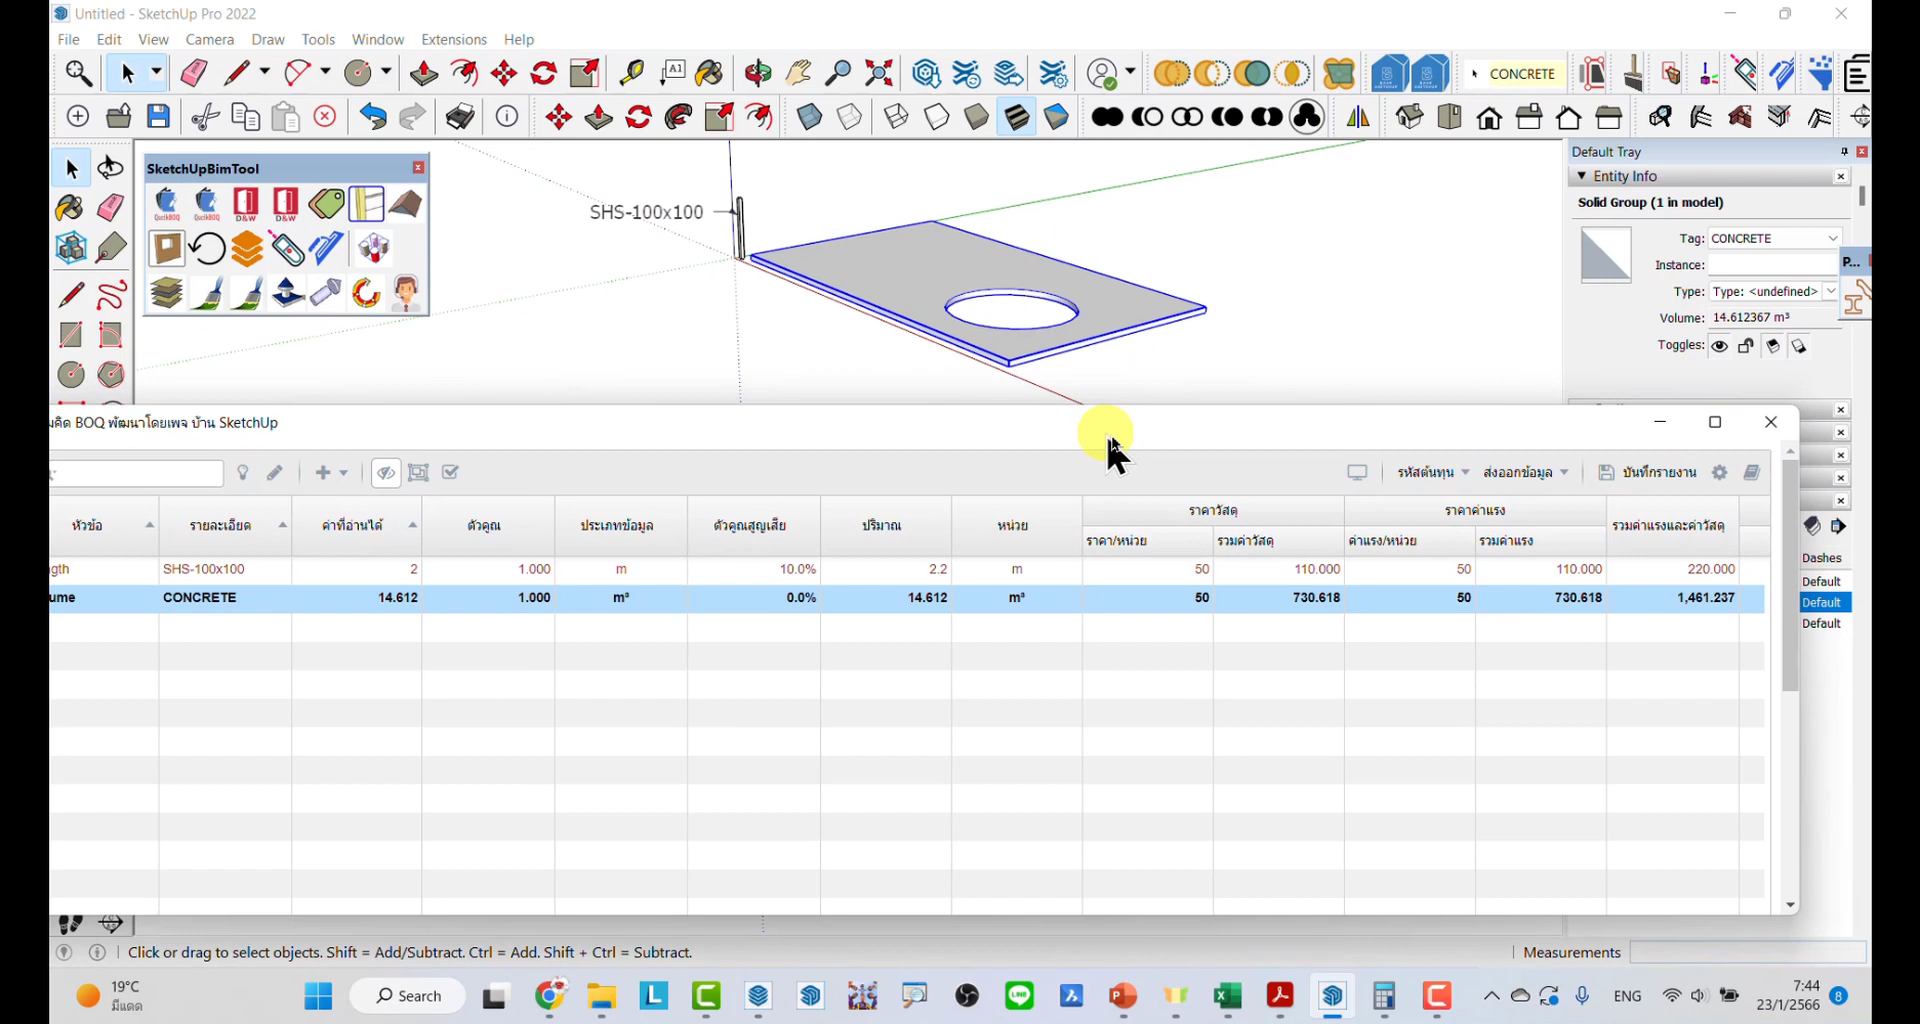 Untitled - SketchUp Pro 2022
File Edit View Camera Draw Tools Window Extensions Help
A1
CONCRETE
SketchUpBimTool
QuickBOQ QuickBOQ D&W D&W
SHS-100x100
Default Tray
Entity Info
Solid Group (1 in model)
Tag: CONCRETE
Instance:
Type: Type: <undefined>
Volume: 14.612367 m³
Toggles:
P...
มคิด BOQ พัฒนาโดยเพจ บ้าน SketchUp
รหัสต้นทุน ส่งออกข้อมูล บันทึกรายงาน
หัวข้อ รายละเอียด ค่าที่อ่านได้ ตัวคูณ ประเภทข้อมูล ตัวคูณสูญเสีย ปริมาณ หน่วย ราคาวัสดุ ราคาค่าแรง รวมค่าแรงและค่าวัสดุ
ราคา/หน่วย รวมค่าวัสดุ ค่าแรง/หน่วย รวมค่าแรง
gth SHS-100x100 2 1.000 m 10.0% 2.2 m 50 110.000 50 110.000 220.000
ume CONCRETE 14.612 1.000 m³ 0.0% 14.612 m³ 50 730.618 50 730.618 1,461.237
Dashes
Default
Default
Default
Click or drag to select objects. Shift = Add/Subtract. Ctrl = Add. Shift + Ctrl = Subtract.
Measurements
19°C
มีแดด
Search
ENG
7:44
23/1/2566
8